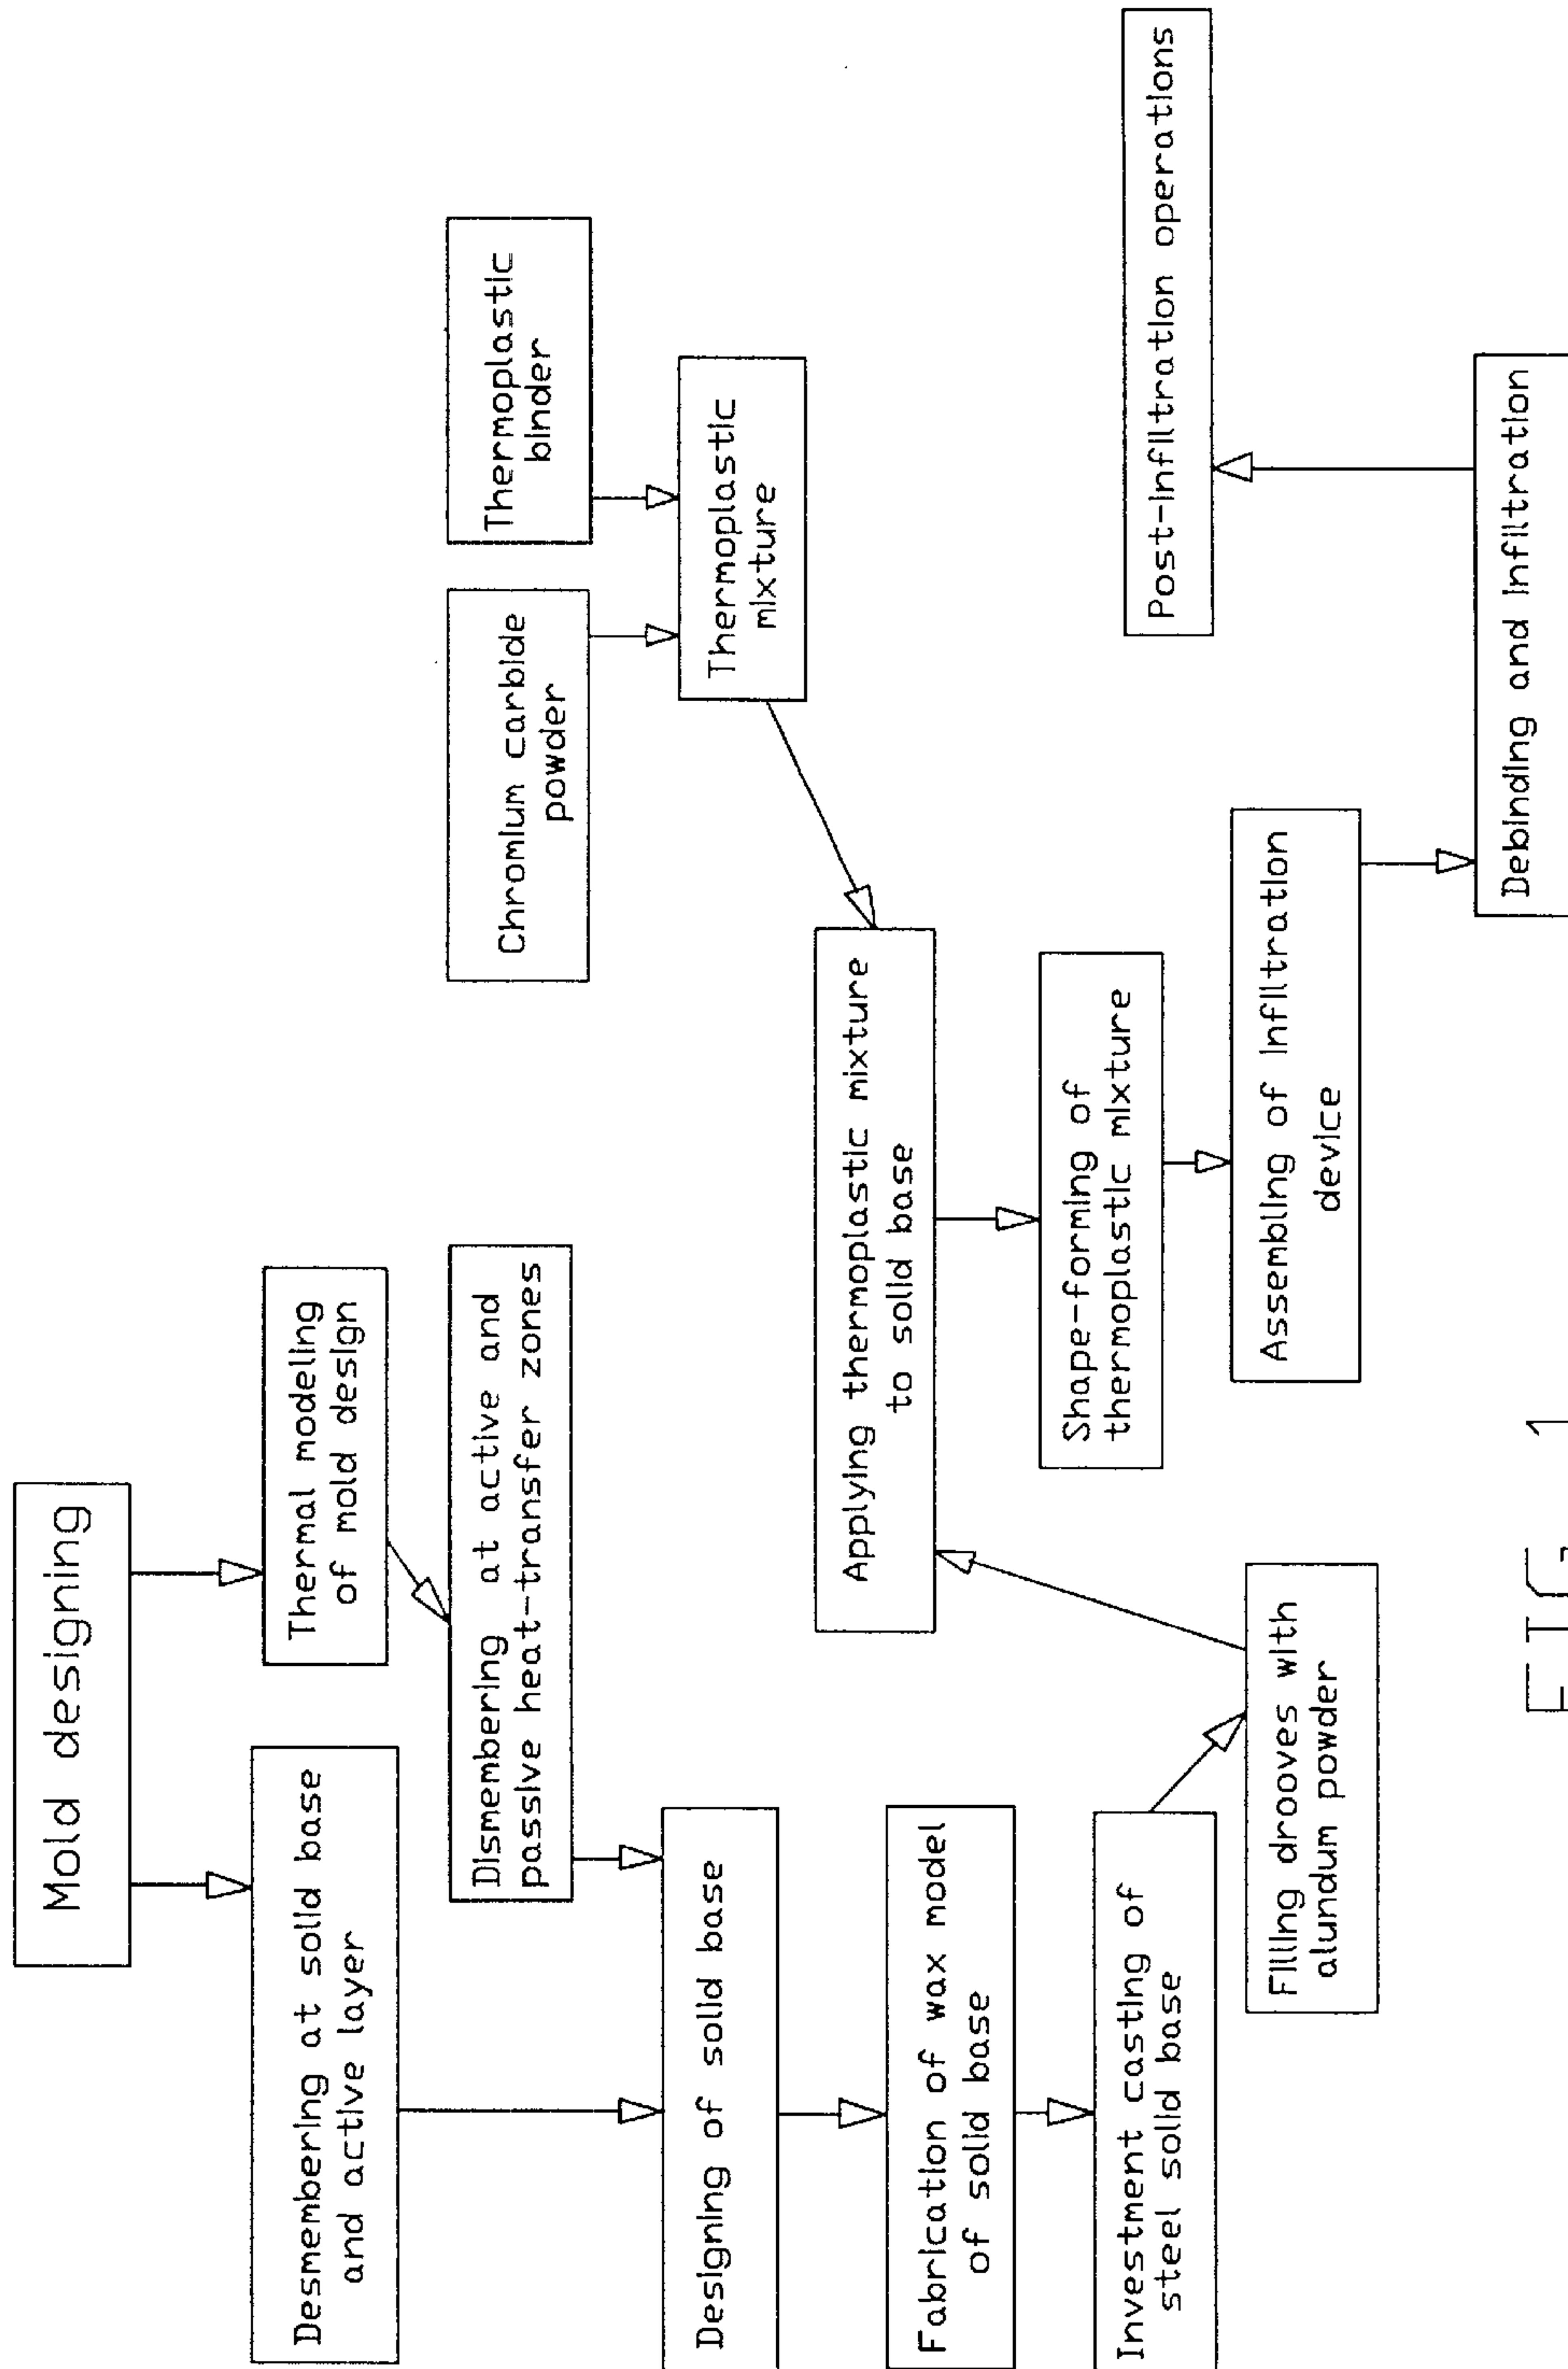 Mold designing
Desmembering at solid base
and active layer
Thermal modeling
of mold design
Dismembering at active and
passive heat-transfer zones
Designing of solid base
Fabrication of wax model
of solid base
Investment casting of
steel solid base
Filling drooves with
alundum powder
Chromium carbide
powder
Thermoplastic
binder
Thermoplastic
mixture
Applying thermoplastic mixture
to solid base
Shape-forming of
thermoplastic mixture
Assembling of infiltration
device
Debinding and infiltration
Post-infiltration operations
FIG. 1